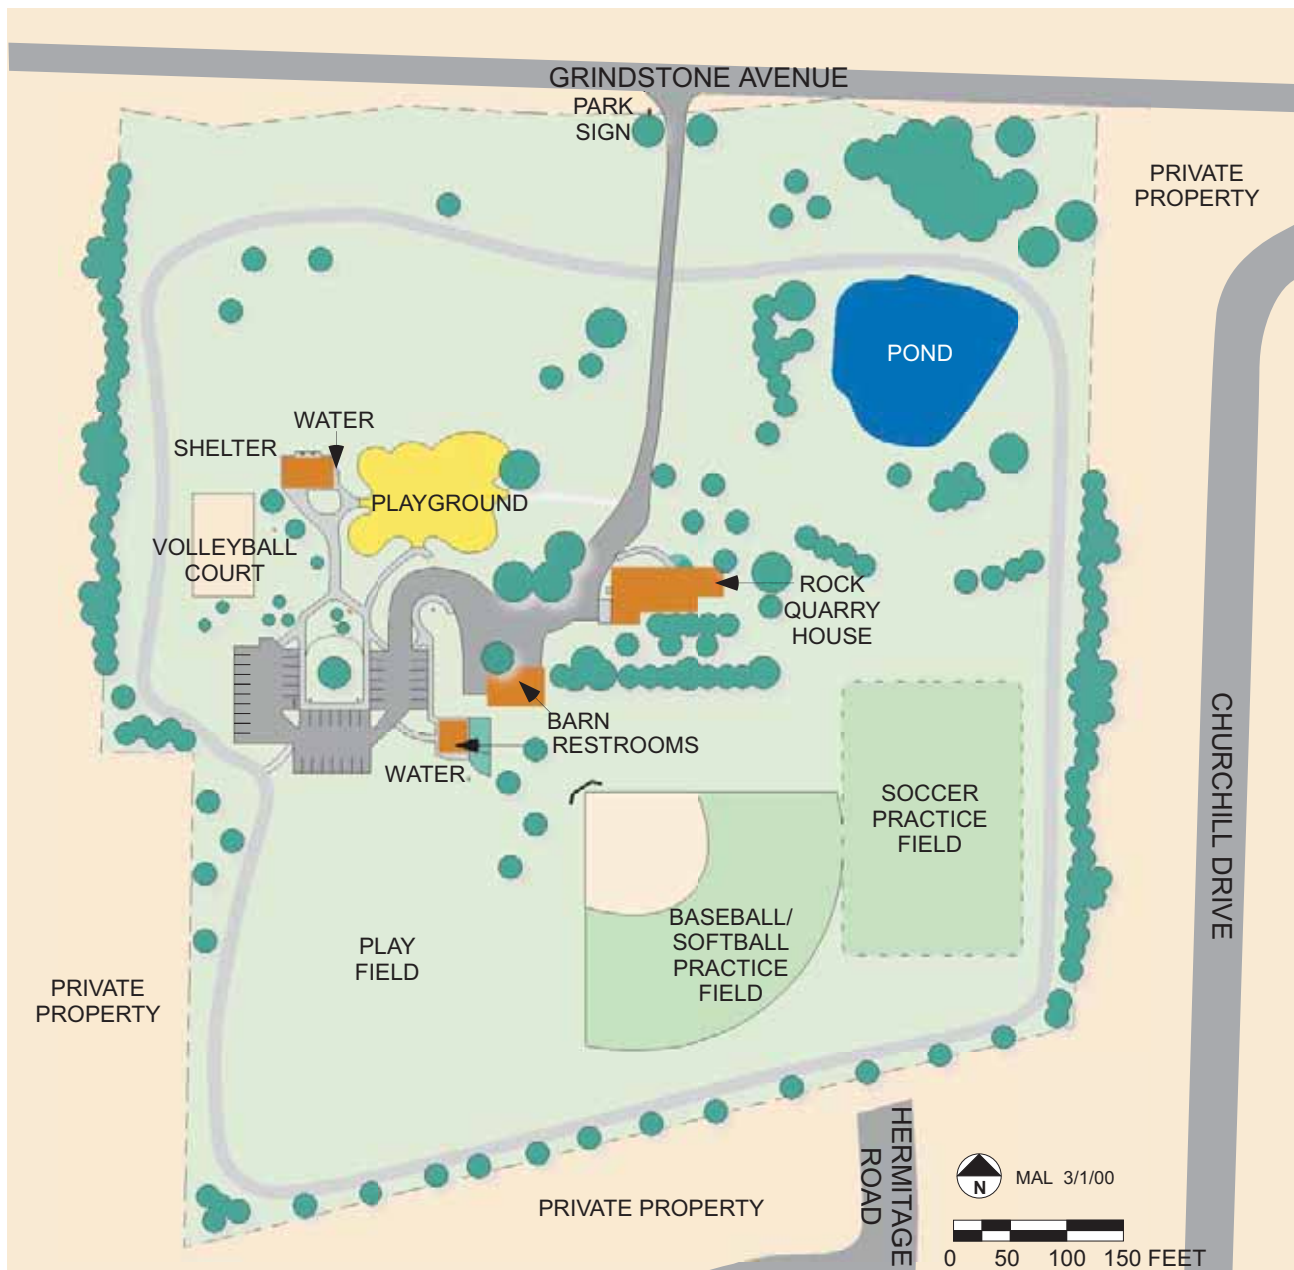 GRINDSTONE AVENUE
PARK
SIGN
PRIVATE
PROPERTY
POND
WATER
SHELTER
PLAYGROUND
VOLLEYBALL
COURT
ROCK
QUARRY
HOUSE
BARN
RESTROOMS
WATER
CHURCHILL DRIVE
SOCCER
PRACTICE
FIELD
BASEBALL/
SOFTBALL
PRACTICE
FIELD
PLAY
FIELD
PRIVATE
PROPERTY
HERMITAGE
ROAD
PRIVATE PROPERTY
N
MAL 3/1/00
0 50 100 150 FEET